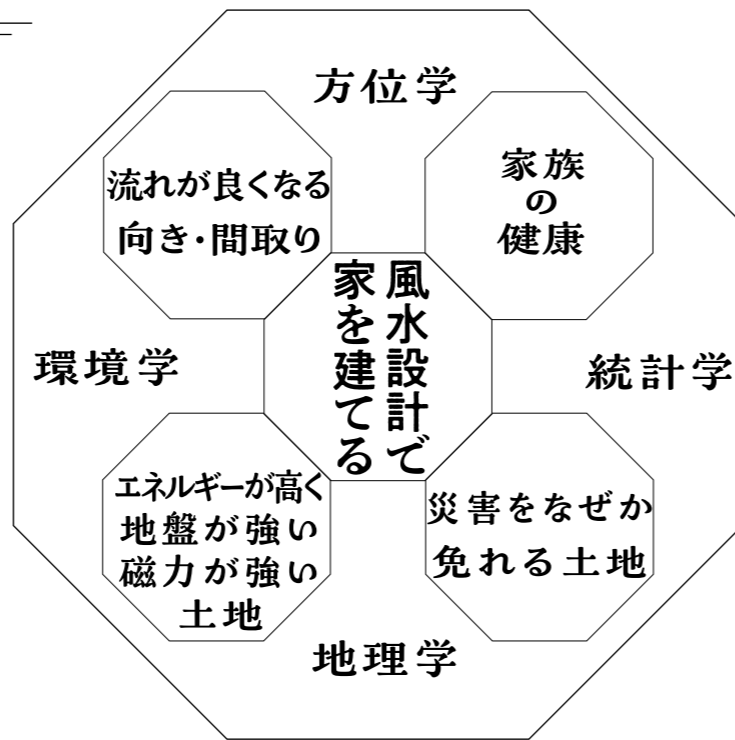 方位学
流れが良くなる
向き・間取り
家族
の
健康
風水設計で
家を建てる
環境学
統計学
エネルギーが高く
地盤が強い
磁力が強い
土地
災害をなぜか
免れる土地
地理学